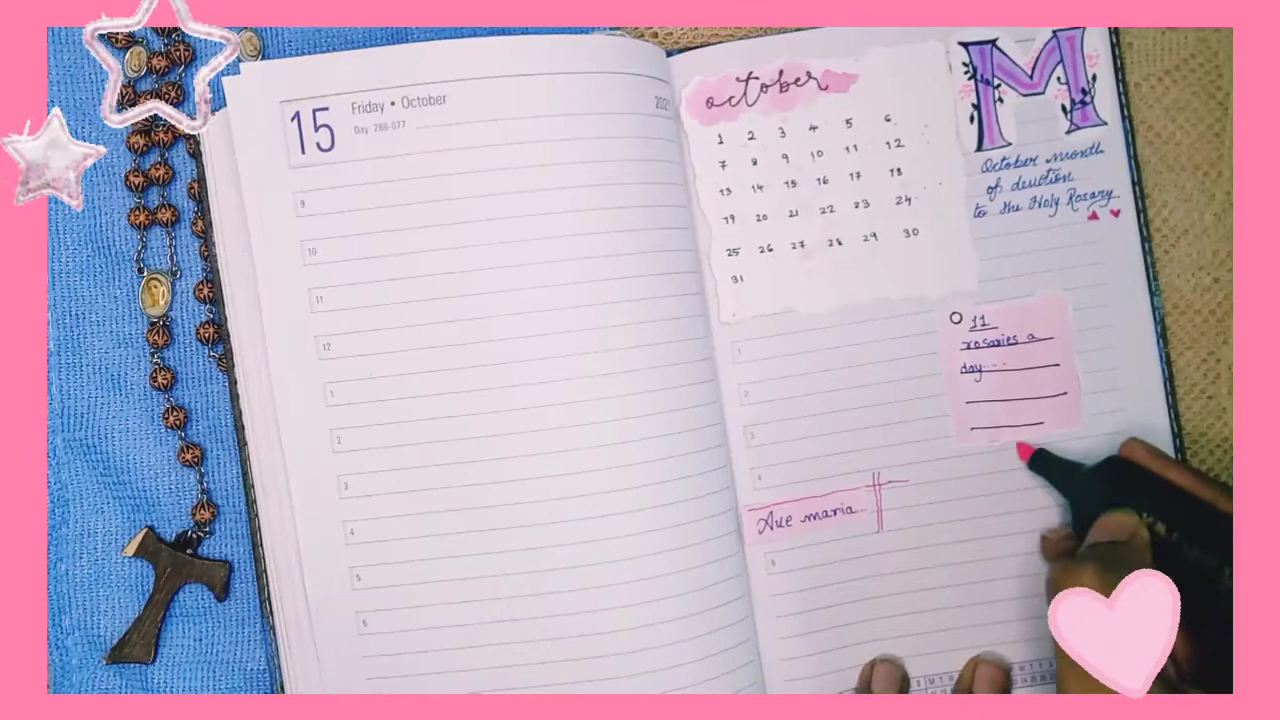 15
Friday • October
2021
Day 288-077
9
10
11
12
1
2
3
4
5
6
october
1 2 3 4 5 6
7 8 9 10 11 12
13 14 15 16 17 18
19 20 21 22 23 24
25 26 27 28 29 30
31
M
October month
of devotion
to the Holy Rosary
11
rosaries a
day....
1
2
3
4
Ave maria...
6